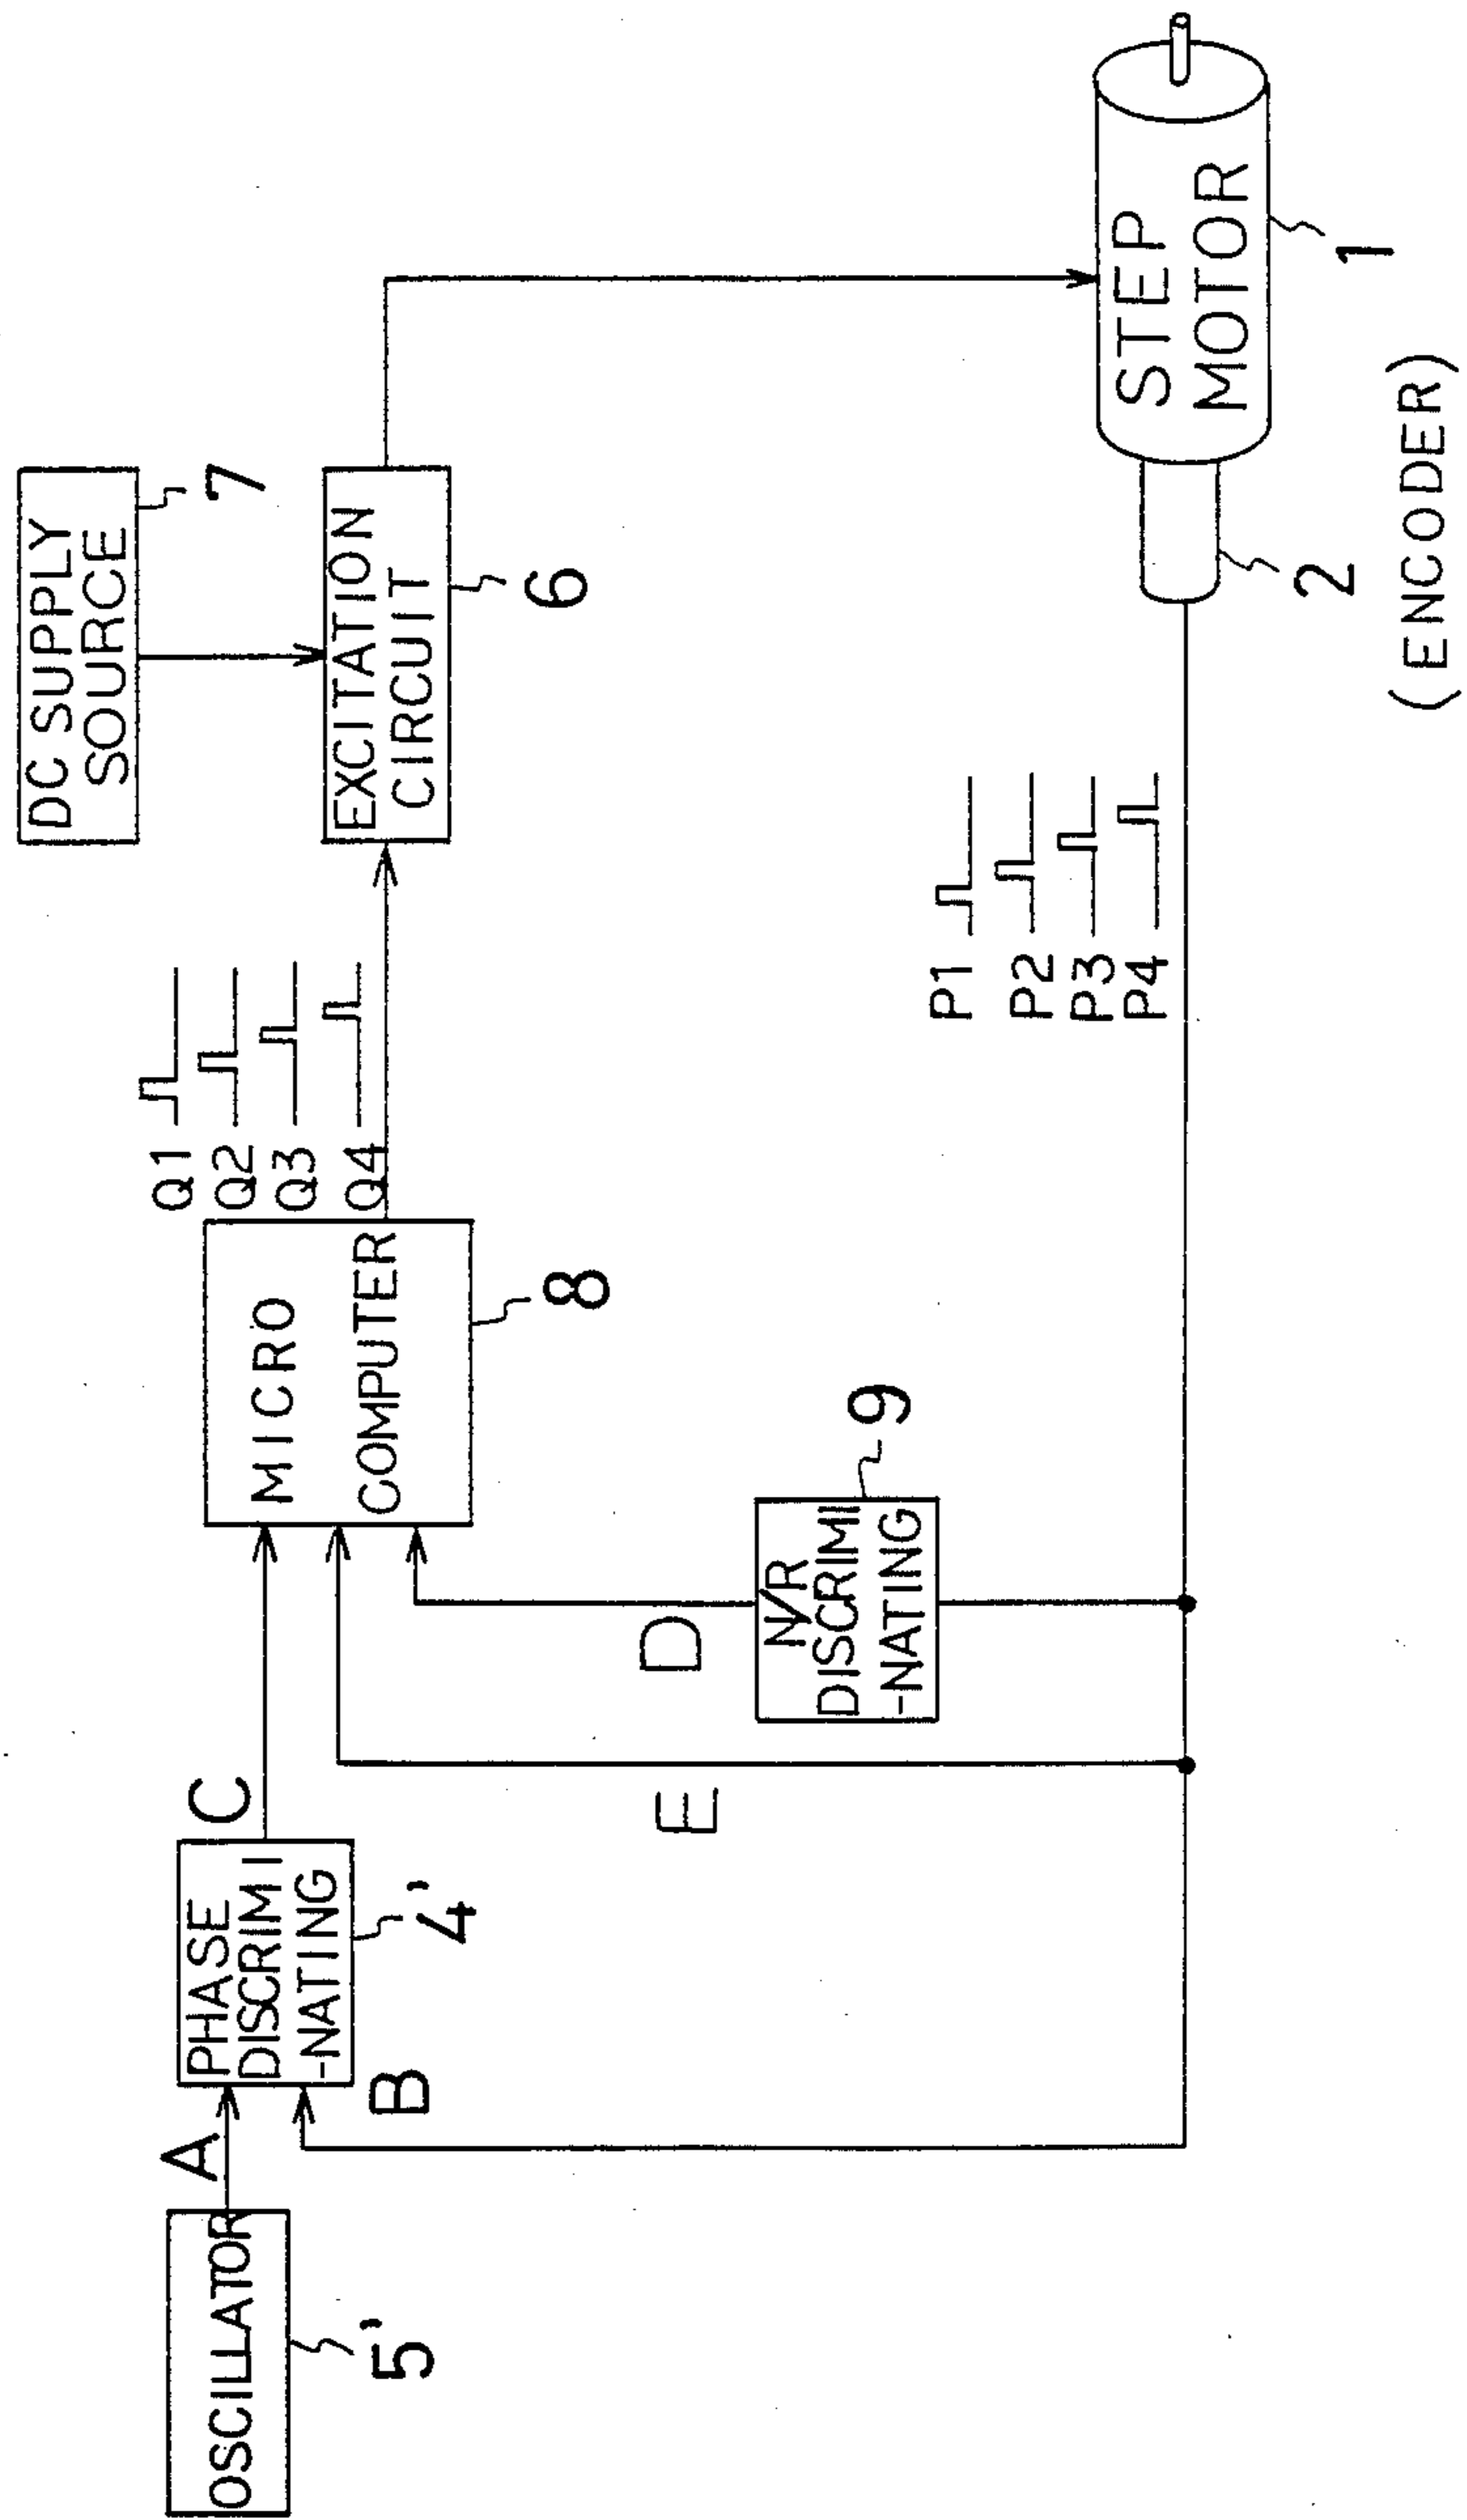 DC SUPPLY
SOURCE
7
Q1
Q2
Q3
Q4
EXCITATION
CIRCUIT
6
OSCILLATOR
5'
A
B
PHASE
DISCRIMI
-NATING
4'
C
MICRO
COMPUTER
8
E
D
N/R
DISCRIMI
-NATING
9
P1
P2
P3
P4
STEP
MOTOR
1
2
(ENCODER)